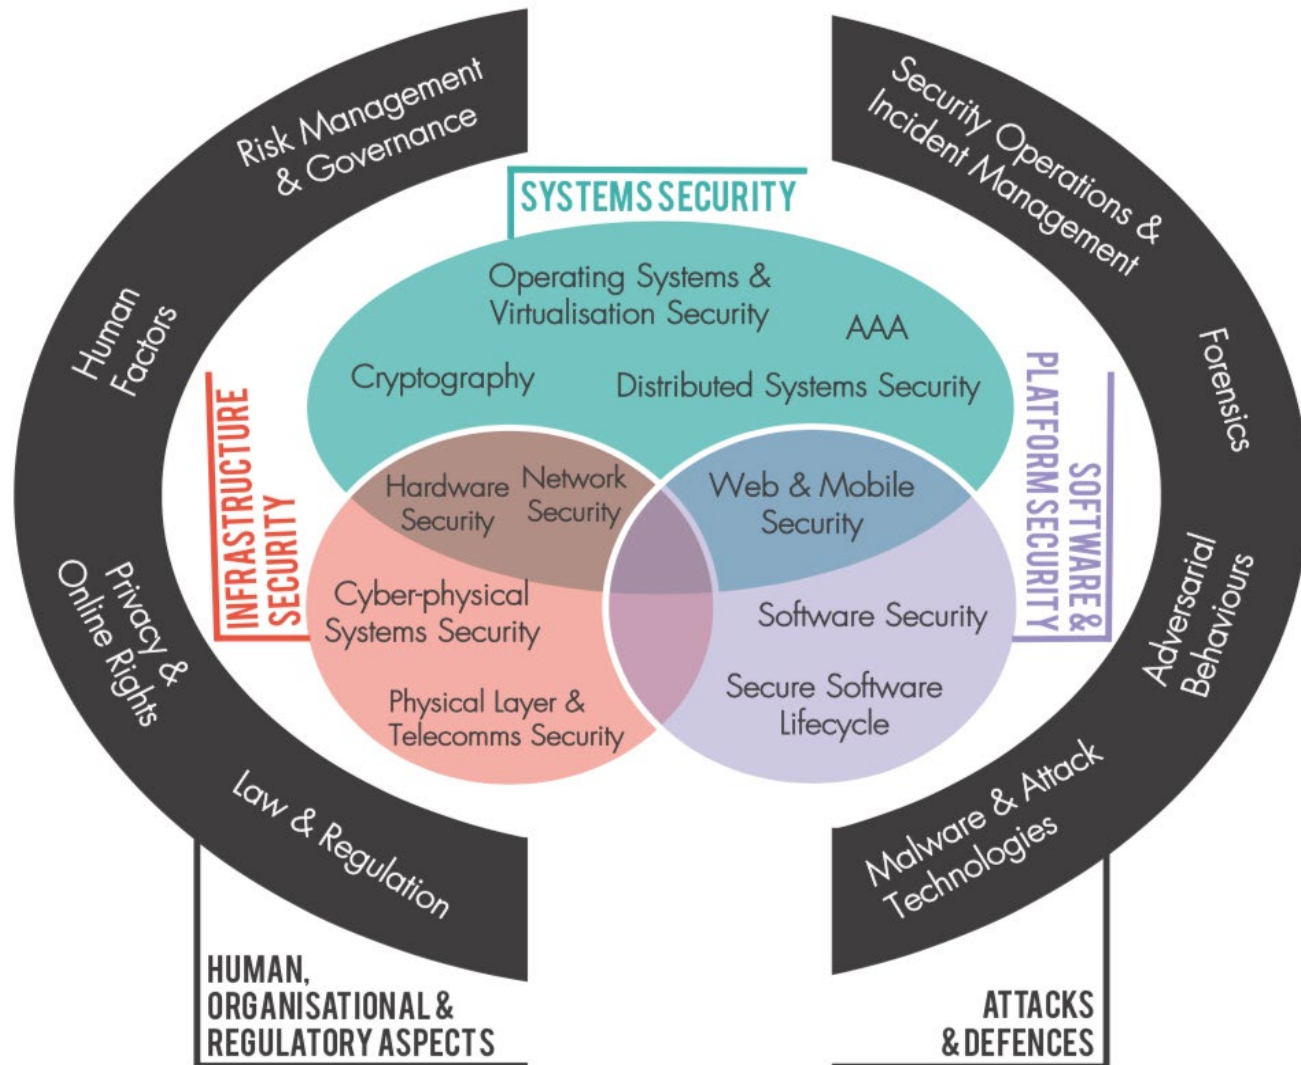 Risk Management
& Governance
Human
Factors
Privacy &
Online Rights
Law & Regulation
HUMAN,
ORGANISATIONAL &
REGULATORY ASPECTS
SYSTEMS SECURITY
Operating Systems &
Virtualisation Security
AAA
Cryptography
Distributed Systems Security
INFRASTRUCTURE
SECURITY
Hardware
Security
Network
Security
Cyber-physical
Systems Security
Physical Layer &
Telecomms Security
Web & Mobile
Security
Software Security
Secure Software
Lifecycle
SOFTWARE &
PLATFORM SECURITY
Security Operations &
Incident Management
Forensics
Adversarial
Behaviours
Malware & Attack
Technologies
ATTACKS
& DEFENCES